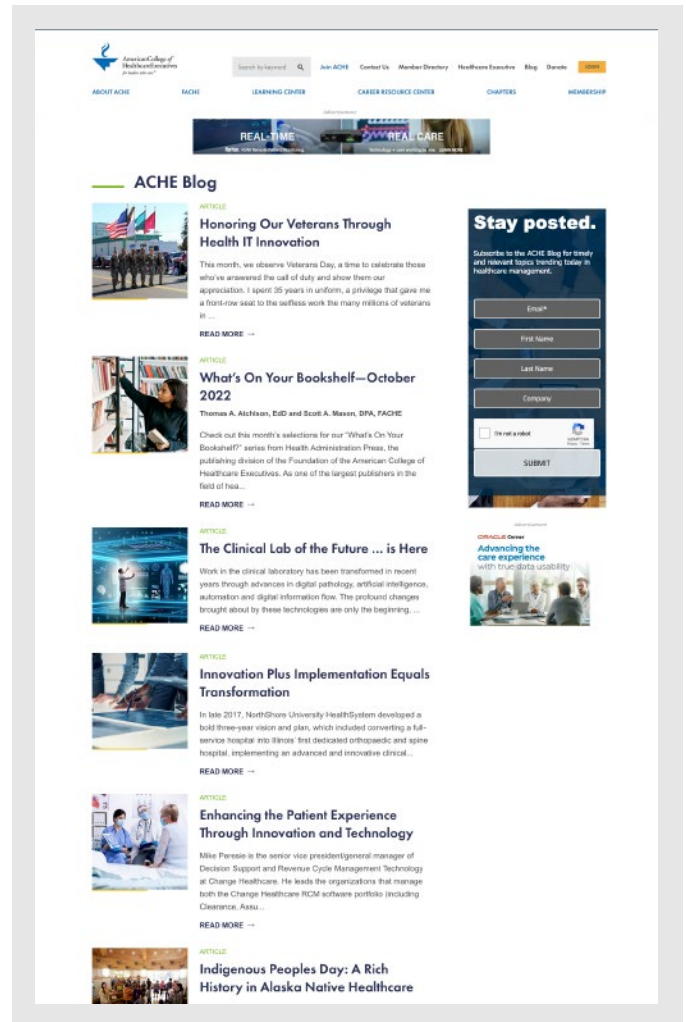 AmericanCollege of
HealthcareExecutives
for leaders who care®
Search by keyword
Join ACHE
Contact Us
Member Directory
Healthcare Executive
Blog
Donate
LOGIN
ABOUT ACHE
FACHE
LEARNING CENTER
CAREER RESOURCE CENTER
CHAPTERS
MEMBERSHIP
Advertisement
REAL-TIME
REAL CARE
LEARN MORE
ACHE Blog
ARTICLE
Honoring Our Veterans Through
Health IT Innovation
This month, we observe Veterans Day, a time to celebrate those
who've answered the call of duty and show them our
appreciation. I spent 35 years in uniform, a privilege that gave me
a front-row seat to the selfless work the many millions of veterans
in ...
READ MORE →
ARTICLE
What's On Your Bookshelf—October
2022
Thomas A. Atchison, EdD and Scott A. Mason, DPA, FACHE
Check out this month's selections for our "What's On Your
Bookshelf?" series from Health Administration Press, the
publishing division of the Foundation of the American College of
Healthcare Executives. As one of the largest publishers in the
field of hea...
READ MORE →
ARTICLE
The Clinical Lab of the Future ... is Here
Work in the clinical laboratory has been transformed in recent
years through advances in digital pathology, artificial intelligence,
automation and digital information flow. The profound changes
brought about by these technologies are only the beginning, ...
READ MORE →
ARTICLE
Innovation Plus Implementation Equals
Transformation
In late 2017, NorthShore University HealthSystem developed a
bold three-year vision and plan, which included converting a full-
service hospital into Illinois' first dedicated orthopaedic and spine
hospital, implementing an advanced and innovative clinical...
READ MORE →
ARTICLE
Enhancing the Patient Experience
Through Innovation and Technology
Mike Peresie is the senior vice president/general manager of
Decision Support and Revenue Cycle Management Technology
at Change Healthcare. He leads the organizations that manage
both the Change Healthcare RCM software portfolio (including
Clearance, Assu...
READ MORE →
ARTICLE
Indigenous Peoples Day: A Rich
History in Alaska Native Healthcare
Stay posted.
Subscribe to the ACHE Blog for timely
and relevant topics trending today in
healthcare management.
Email*
First Name
Last Name
Company
I'm not a robot
reCAPTCHA
Privacy - Terms
SUBMIT
Advertisement
ORACLE Cerner
Advancing the
care experience
with true data usability